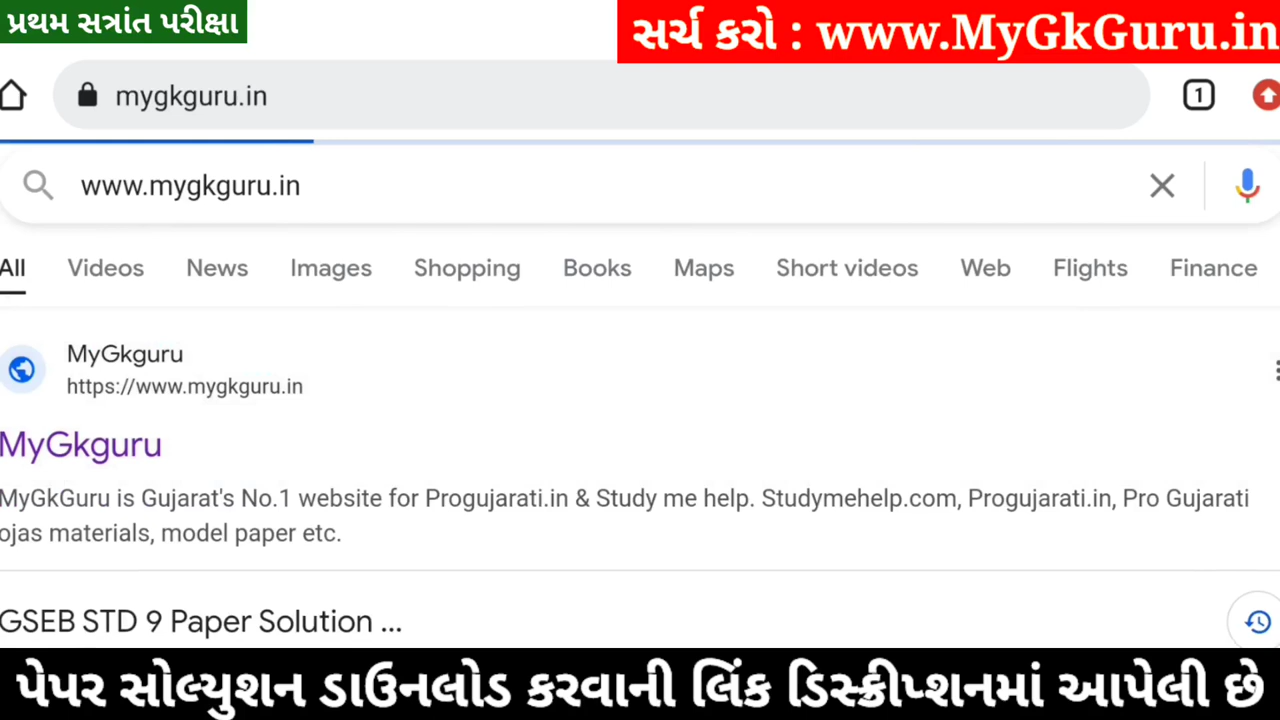 પ્રથમ સત્રાંત પરીક્ષા
સર્ચ કરો : www.MyGkGuru.in
mygkguru.in
1
www.mygkguru.in
All Videos News Images Shopping Books Maps Short videos Web Flights Finance
MyGkguru
https://www.mygkguru.in
MyGkguru
MyGkGuru is Gujarat's No.1 website for Progujarati.in & Study me help. Studymehelp.com, Progujarati.in, Pro Gujarati
ojas materials, model paper etc.
GSEB STD 9 Paper Solution ...
પેપર સોલ્યુશન ડાઉનલોડ કરવાની લિંક ડિસ્ક્રીપ્શનમાં આપેલી છે